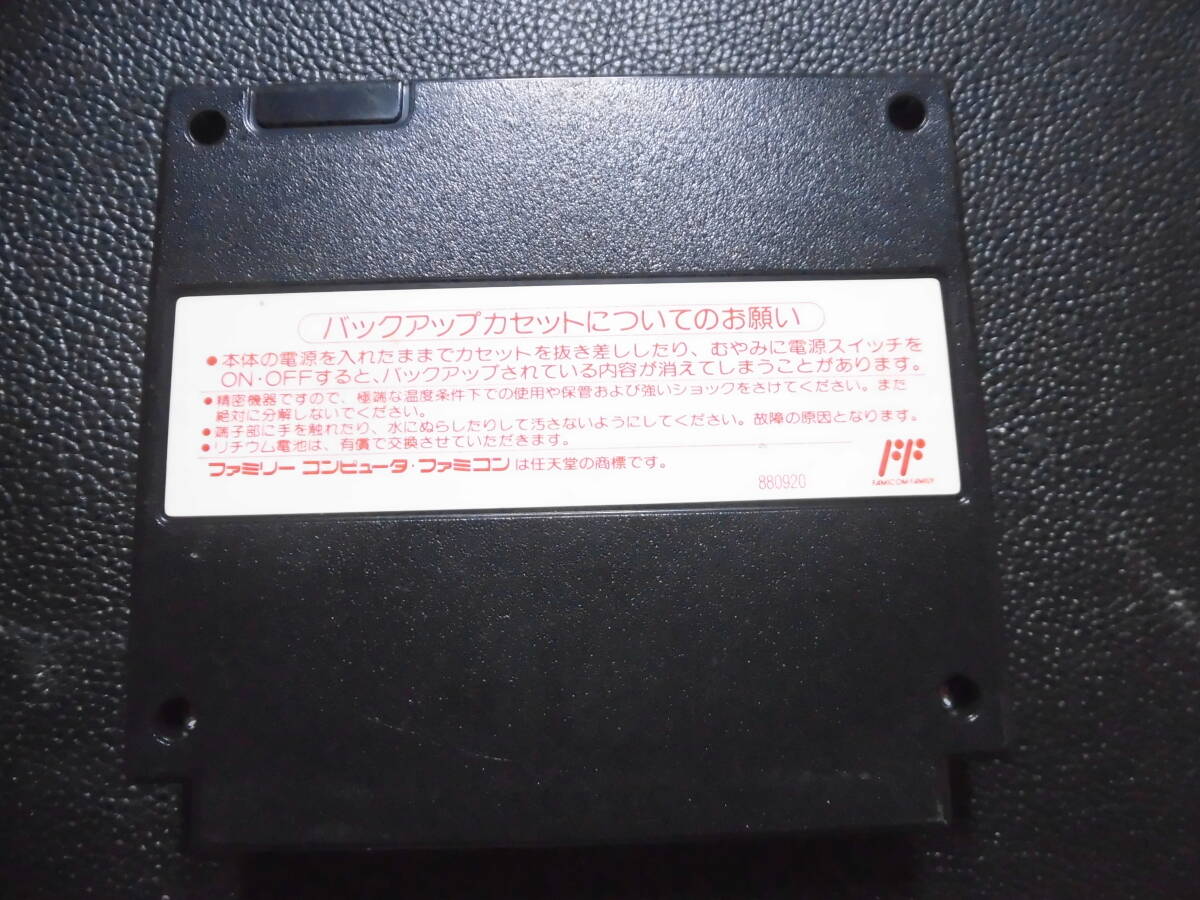 バックアップカセットについてのお願い
●本体の電源を入れたままでカセットを抜き差ししたり、むやみに電源スイッチを
ON・OFFすると、バックアップされている内容が消えてしまうことがあります。
●精密機器ですので、極端な温度条件下での使用や保管および強いショックをさけてください。また
絶対に分解しないでください。
●端子部に手を触れたり、水にぬらしたりして汚さないようにしてください。故障の原因となります。
●リチウム電池は、有償で交換させていただきます。
ファミリー コンピュータ・ファミコン は任天堂の商標です。
880920
FF
FAMICOM FAMILY